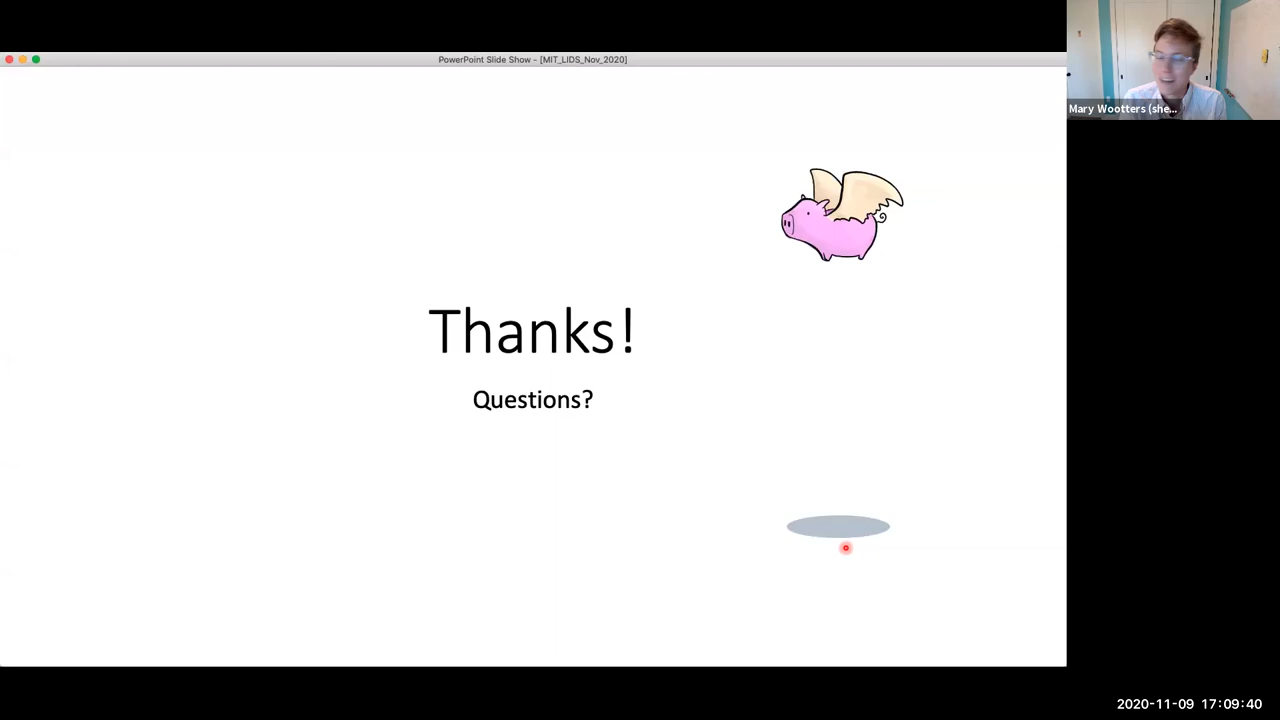 PowerPoint Slide Show - [MIT_LIDS_Nov_2020]
Mary Wootters (she...
Thanks!
Questions?
2020-11-09 17:09:40